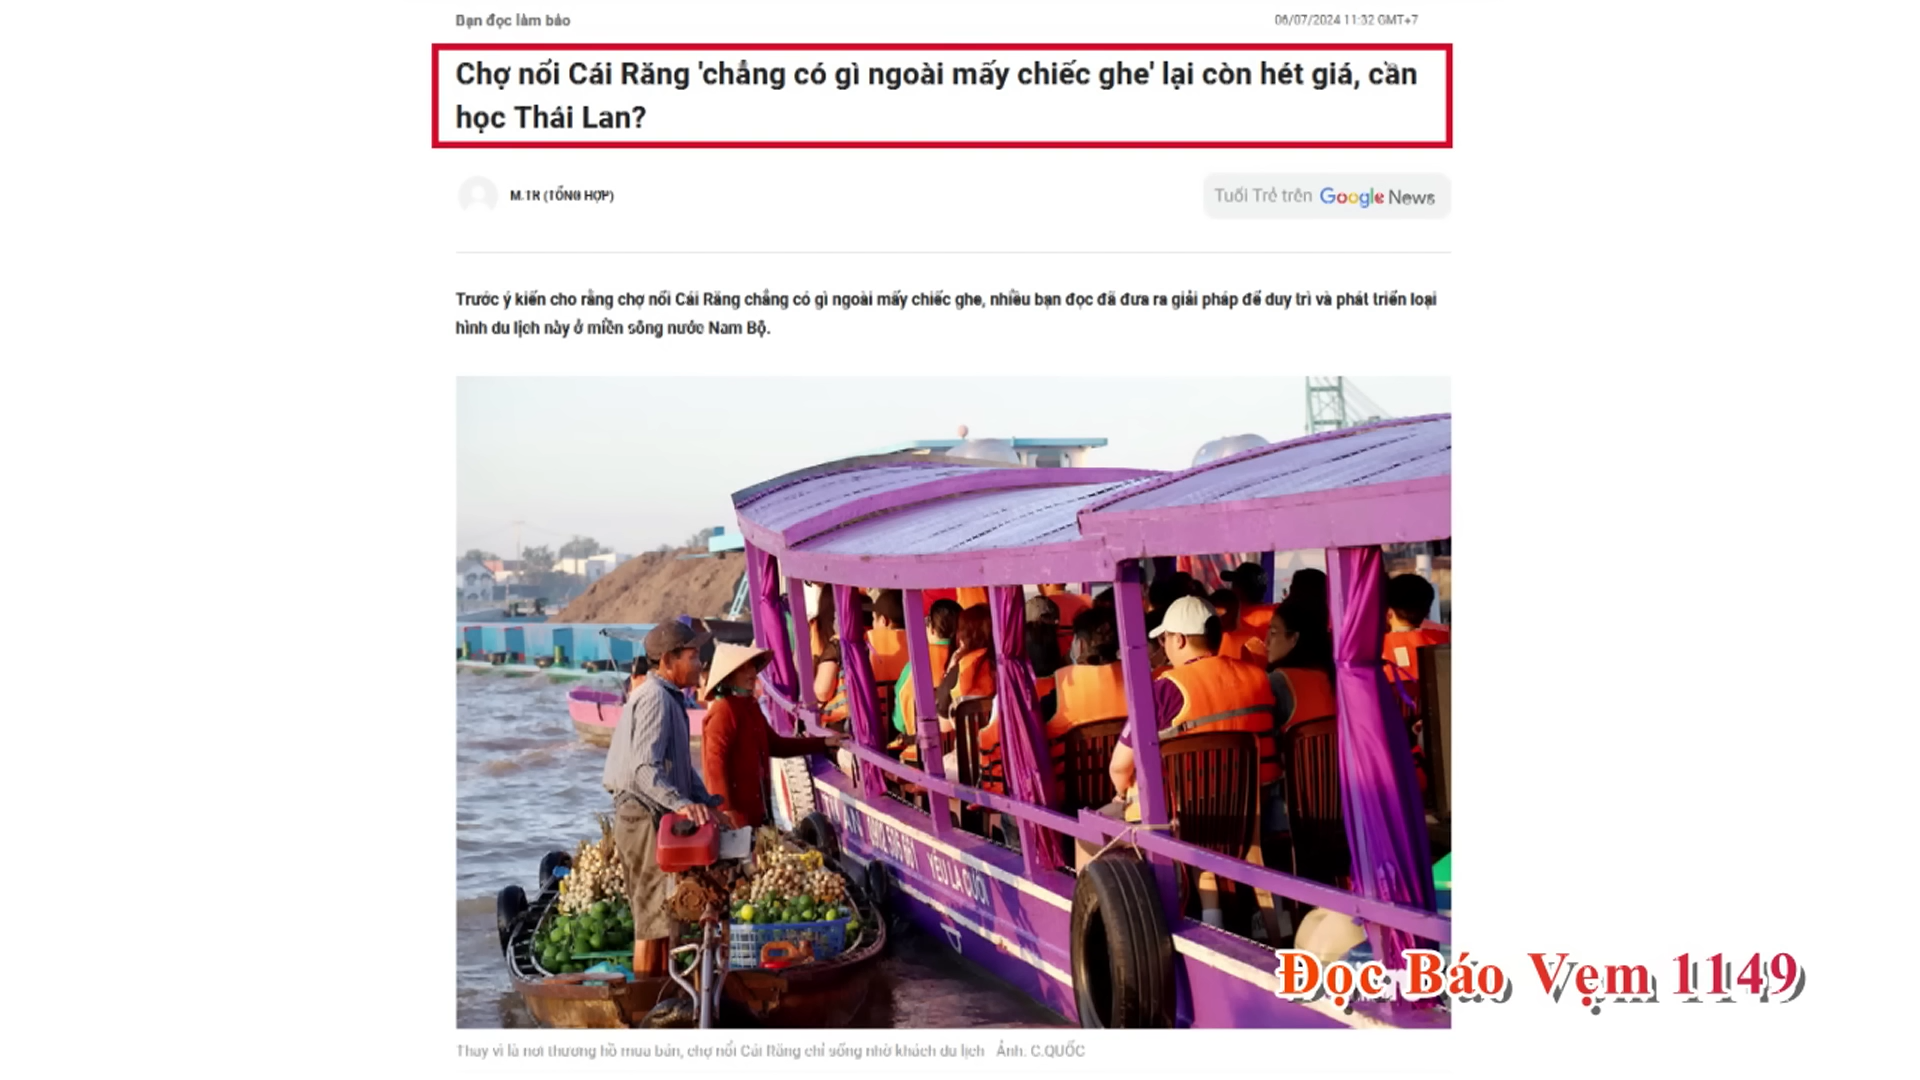 Bạn đọc làm báo
06/07/2024 11:32 GMT+7
Chợ nổi Cái Răng 'chẳng có gì ngoài mấy chiếc ghe' lại còn hét giá, cần
học Thái Lan?
M.TR (TỔNG HỢP)
Tuổi Trẻ trên Google News
Trước ý kiến cho rằng chợ nổi Cái Răng chẳng có gì ngoài mấy chiếc ghe, nhiều bạn đọc đã đưa ra giải pháp để duy trì và phát triển loại
hình du lịch này ở miền sông nước Nam Bộ.
YẾU LA CƯỜI
Đọc Báo Vẹm 1149
Thay vì là nơi thương hồ mua bán, chợ nổi Cái Răng chỉ sống nhờ khách du lịch Ảnh. C.QUỐC